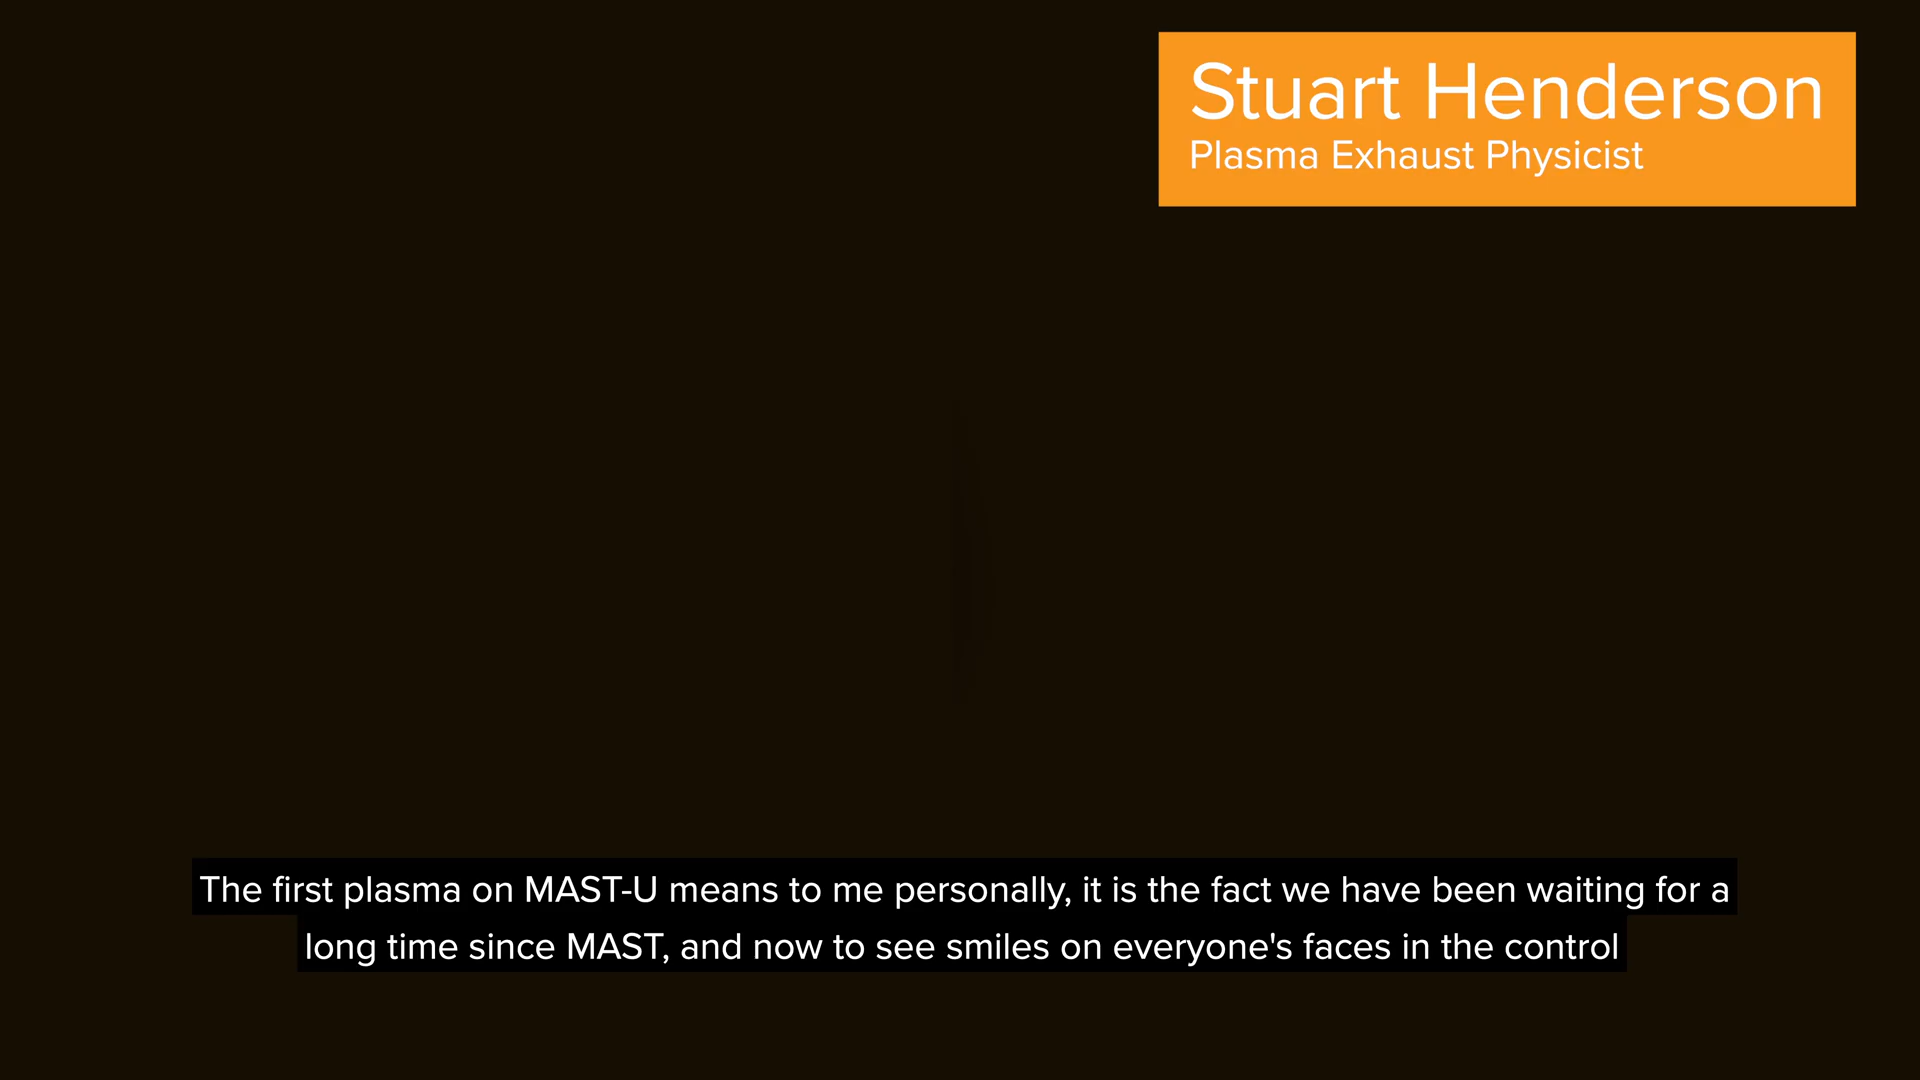 Stuart Henderson
Plasma Exhaust Physicist
The first plasma on MAST-U means to me personally, it is the fact we have been waiting for a
long time since MAST, and now to see smiles on everyone's faces in the control